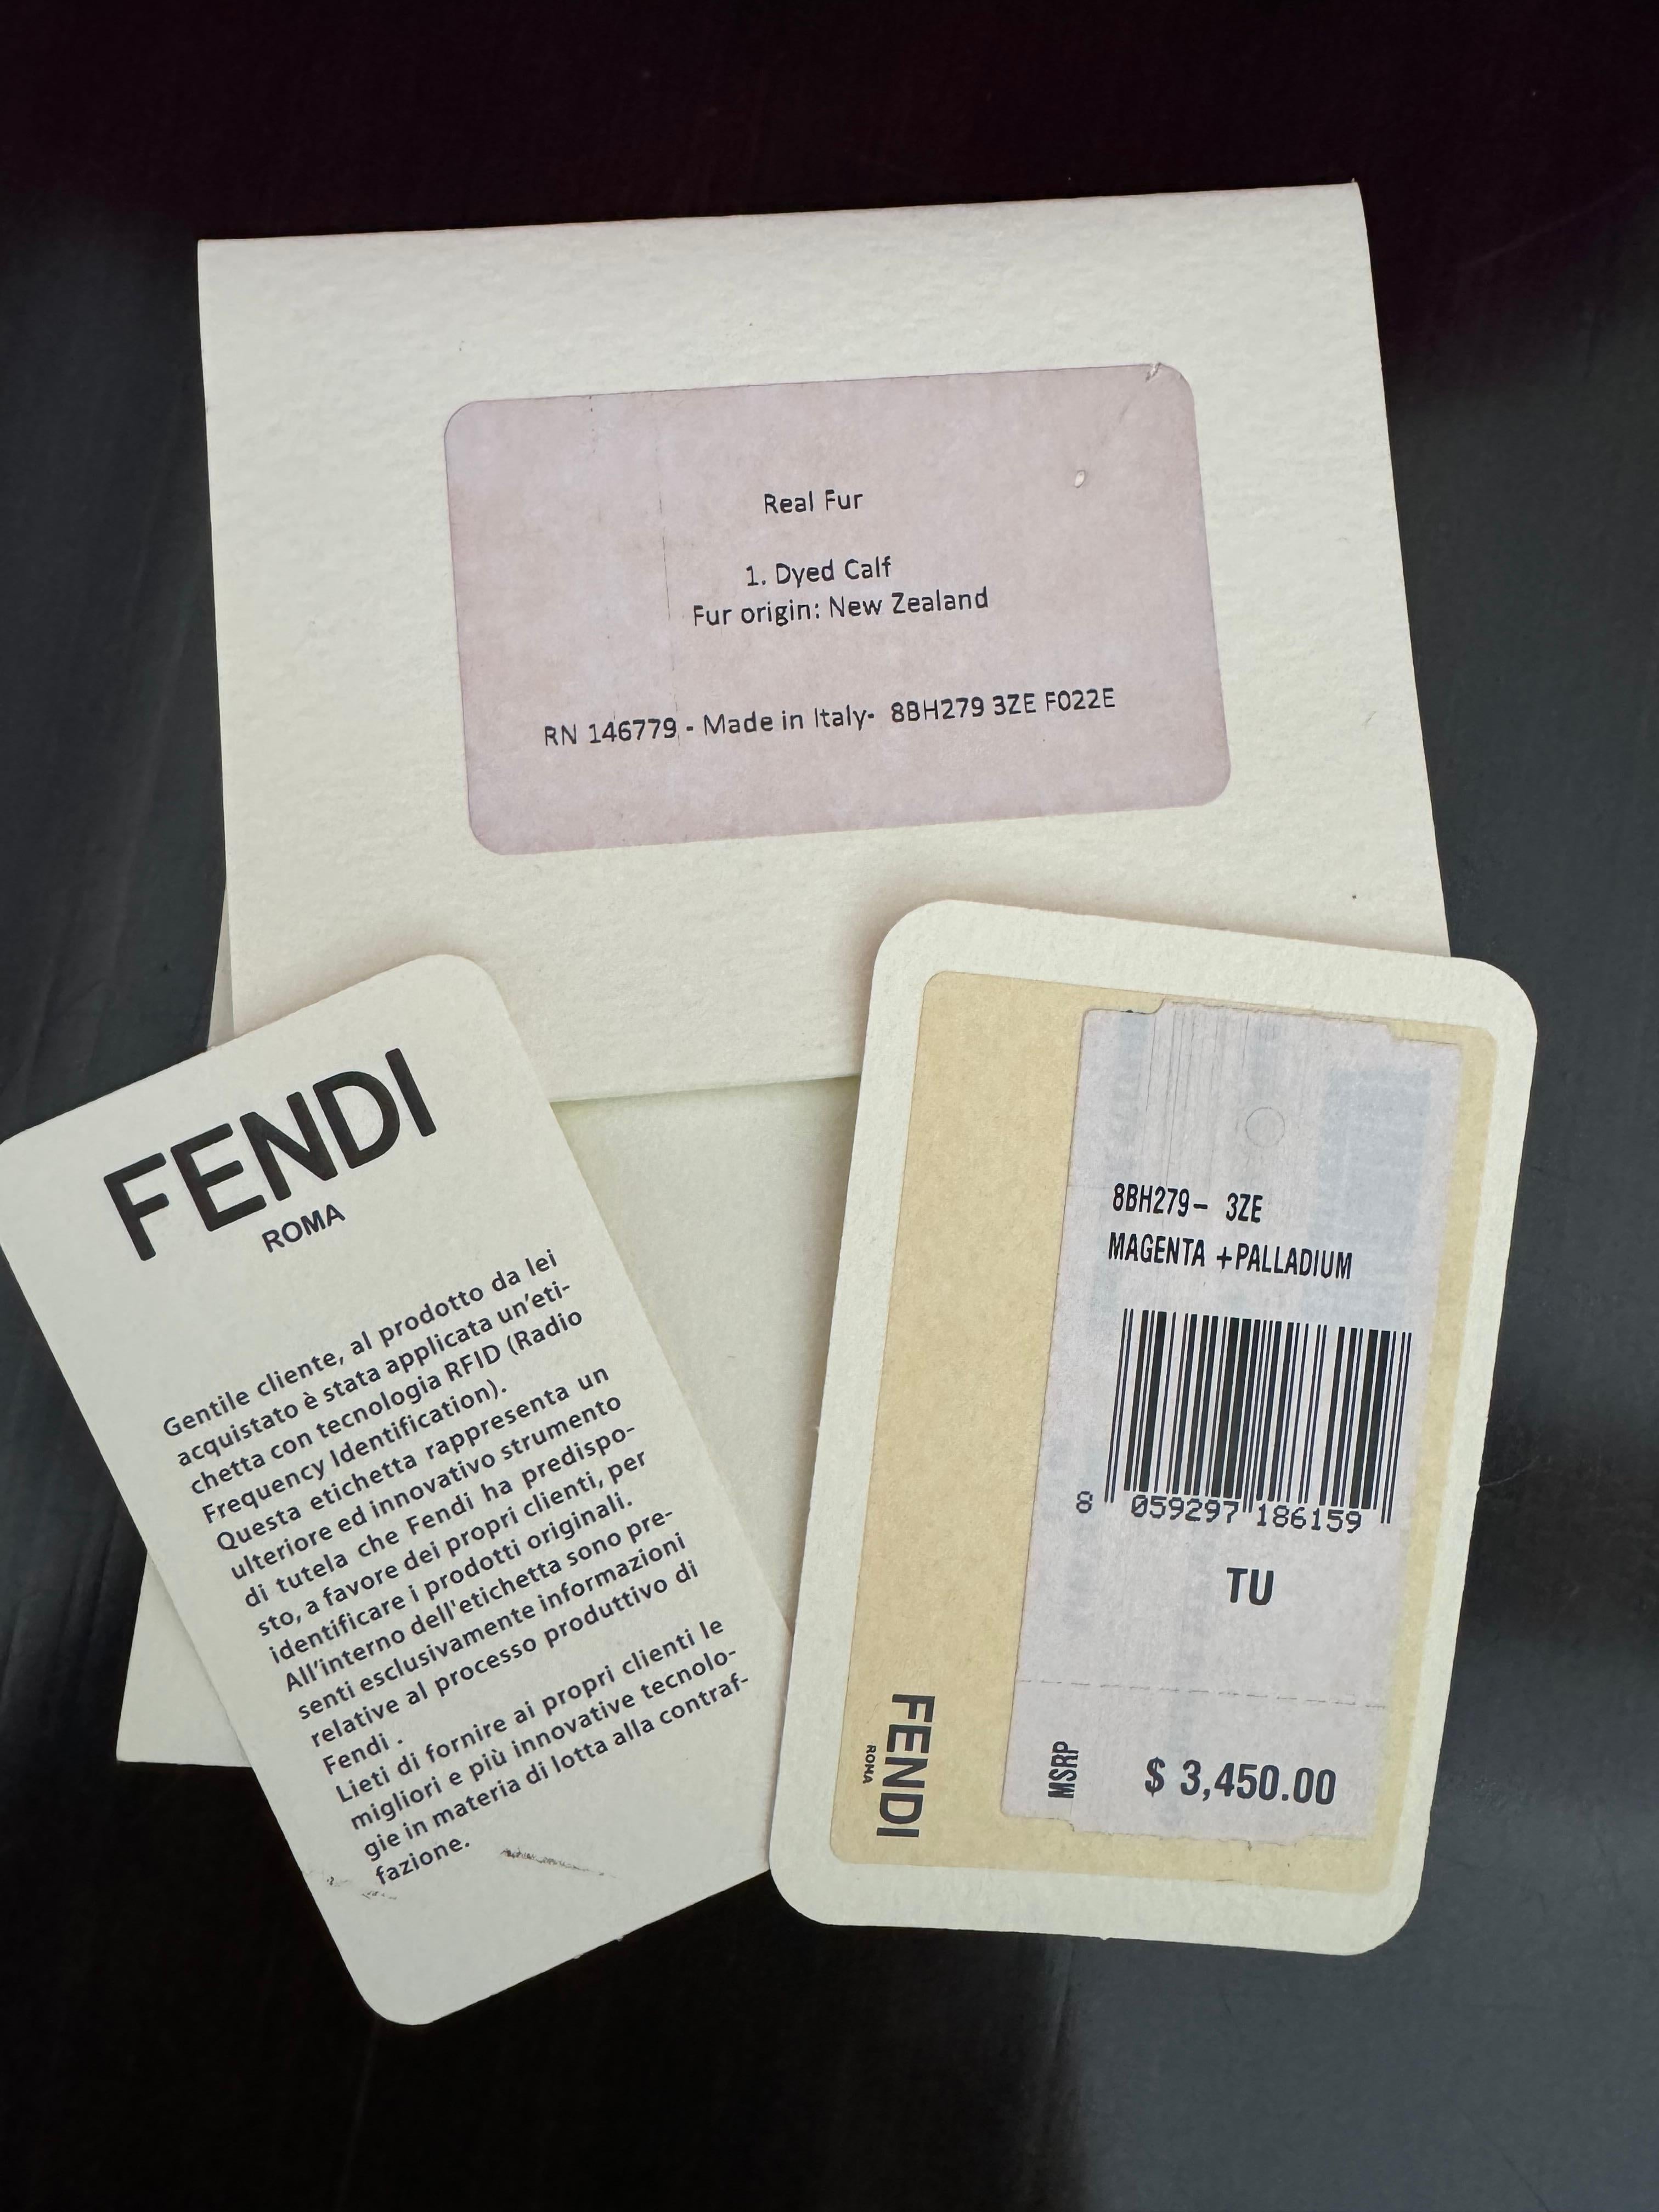 Real Fur
1. Dyed Calf
Fur origin: New Zealand
RN 146779 - Made in Italy- 8BH279 3ZE F022E
FENDI
ROMA
Gentile cliente, al prodotto da lei
acquistato è stata applicata un'eti-
chetta con tecnologia RFID (Radio
Frequency Identification).
Questa etichetta rappresenta un
ulteriore ed innovativo strumento
di tutela che Fendi ha predispo-
sto, a favore dei propri clienti, per
identificare i prodotti originali.
All'interno dell'etichetta sono pre-
senti esclusivamente informazioni
relative al processo produttivo di
Fendi .
Lieti di fornire ai propri clienti le
migliori e più innovative tecnolo-
gie in materia di lotta alla contraf-
fazione.
8BH279- 3ZE
MAGENTA +PALLADIUM
8 059297 186159
TU
MSRP $ 3,450.00
FENDI
ROMA